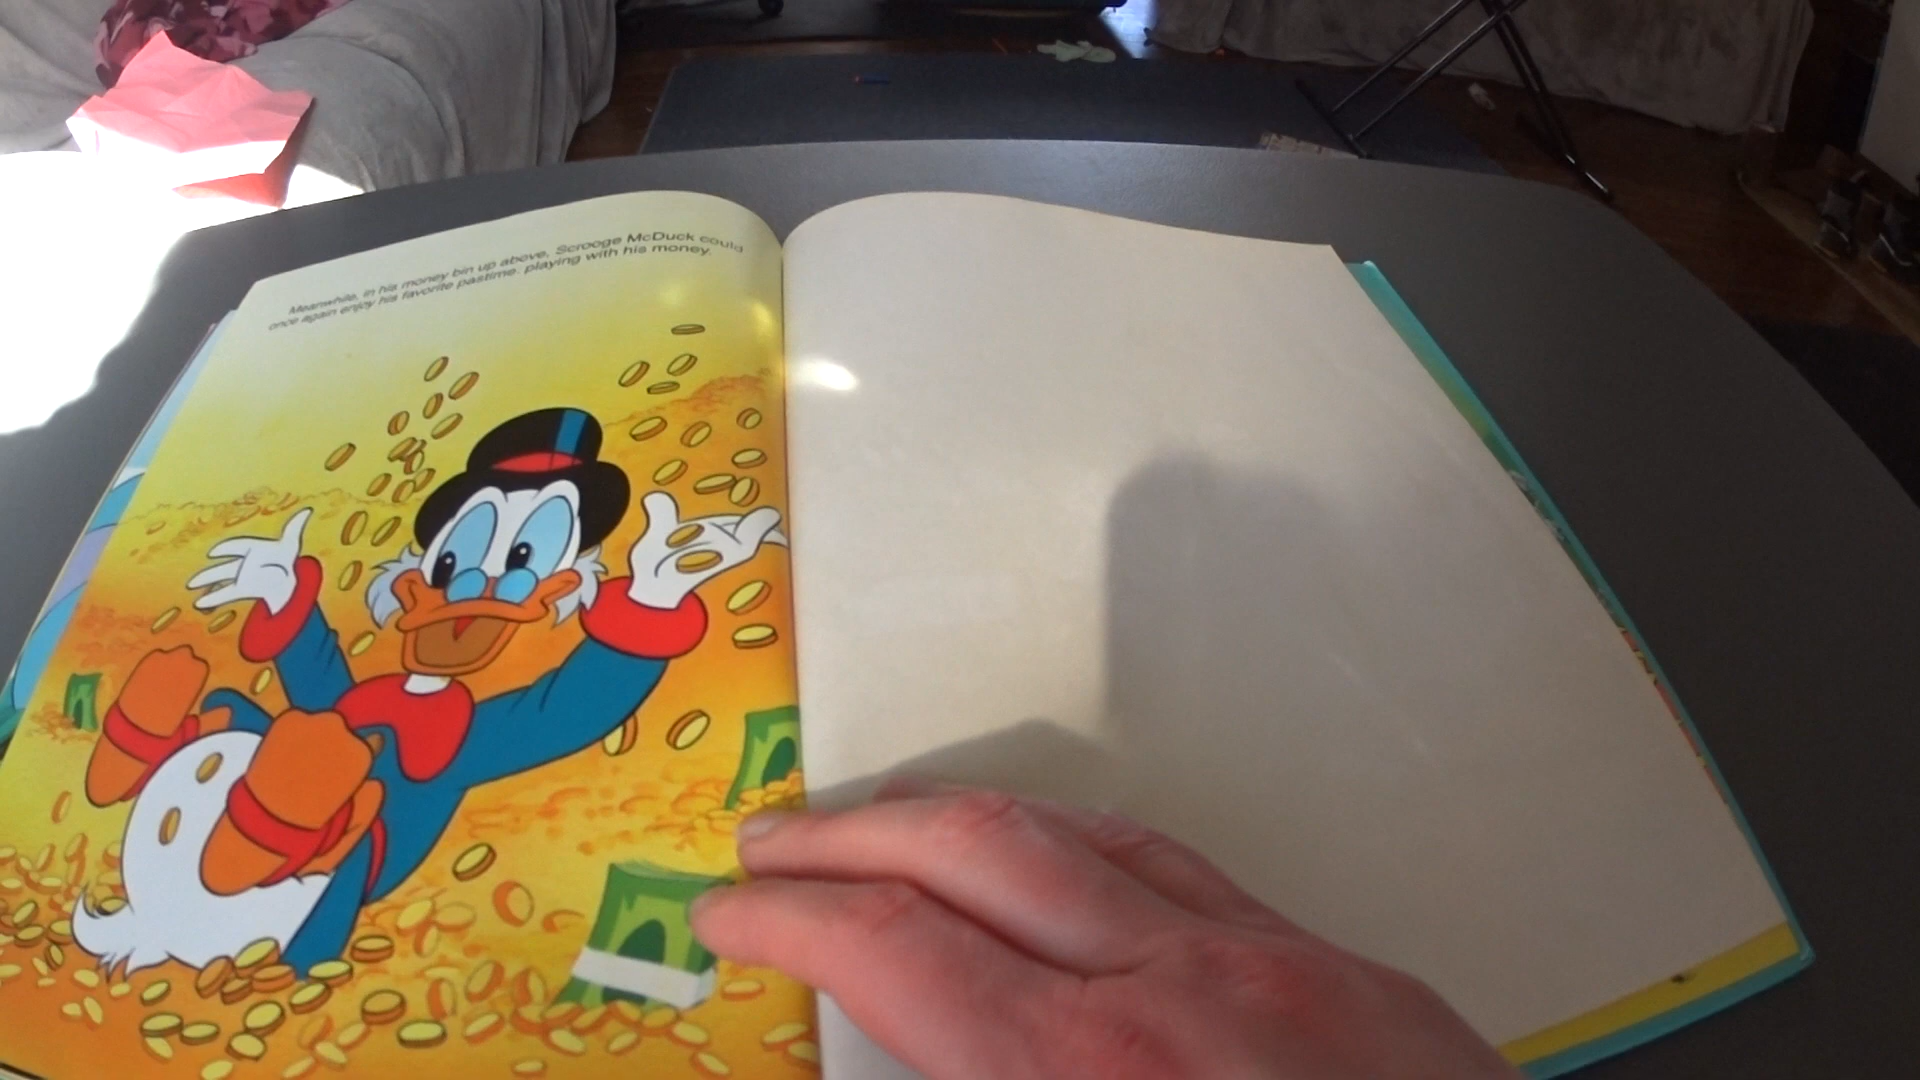 Meanwhile, in his money bin up above, Scrooge McDuck could
once again enjoy his favorite pastime: playing with his money.